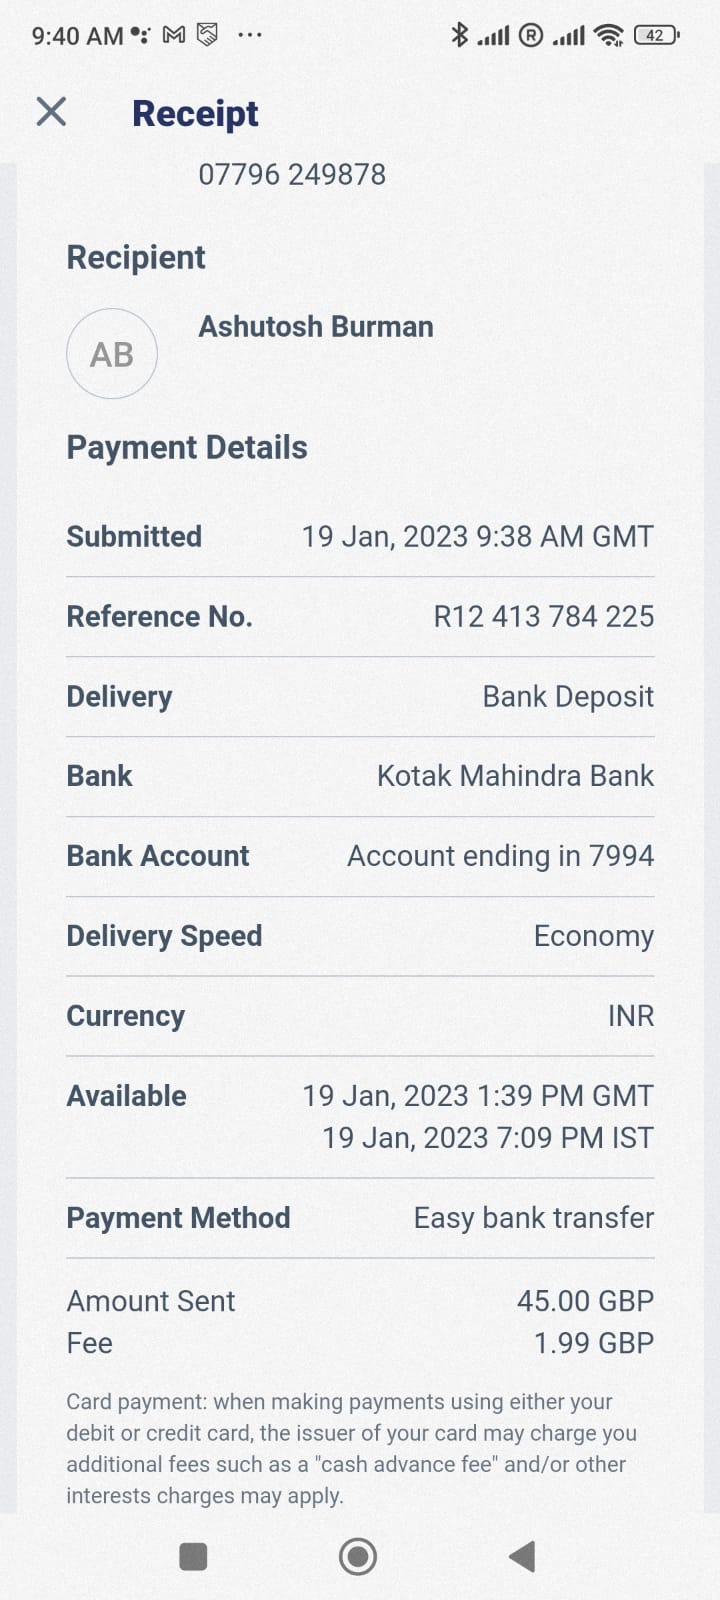 9:40 AM
42
Receipt
07796 249878
Recipient
AB
Ashutosh Burman
Payment Details
Submitted 19 Jan, 2023 9:38 AM GMT
Reference No. R12 413 784 225
Delivery Bank Deposit
Bank Kotak Mahindra Bank
Bank Account Account ending in 7994
Delivery Speed Economy
Currency INR
Available 19 Jan, 2023 1:39 PM GMT
19 Jan, 2023 7:09 PM IST
Payment Method Easy bank transfer
Amount Sent 45.00 GBP
Fee 1.99 GBP
Card payment: when making payments using either your
debit or credit card, the issuer of your card may charge you
additional fees such as a "cash advance fee" and/or other
interests charges may apply.